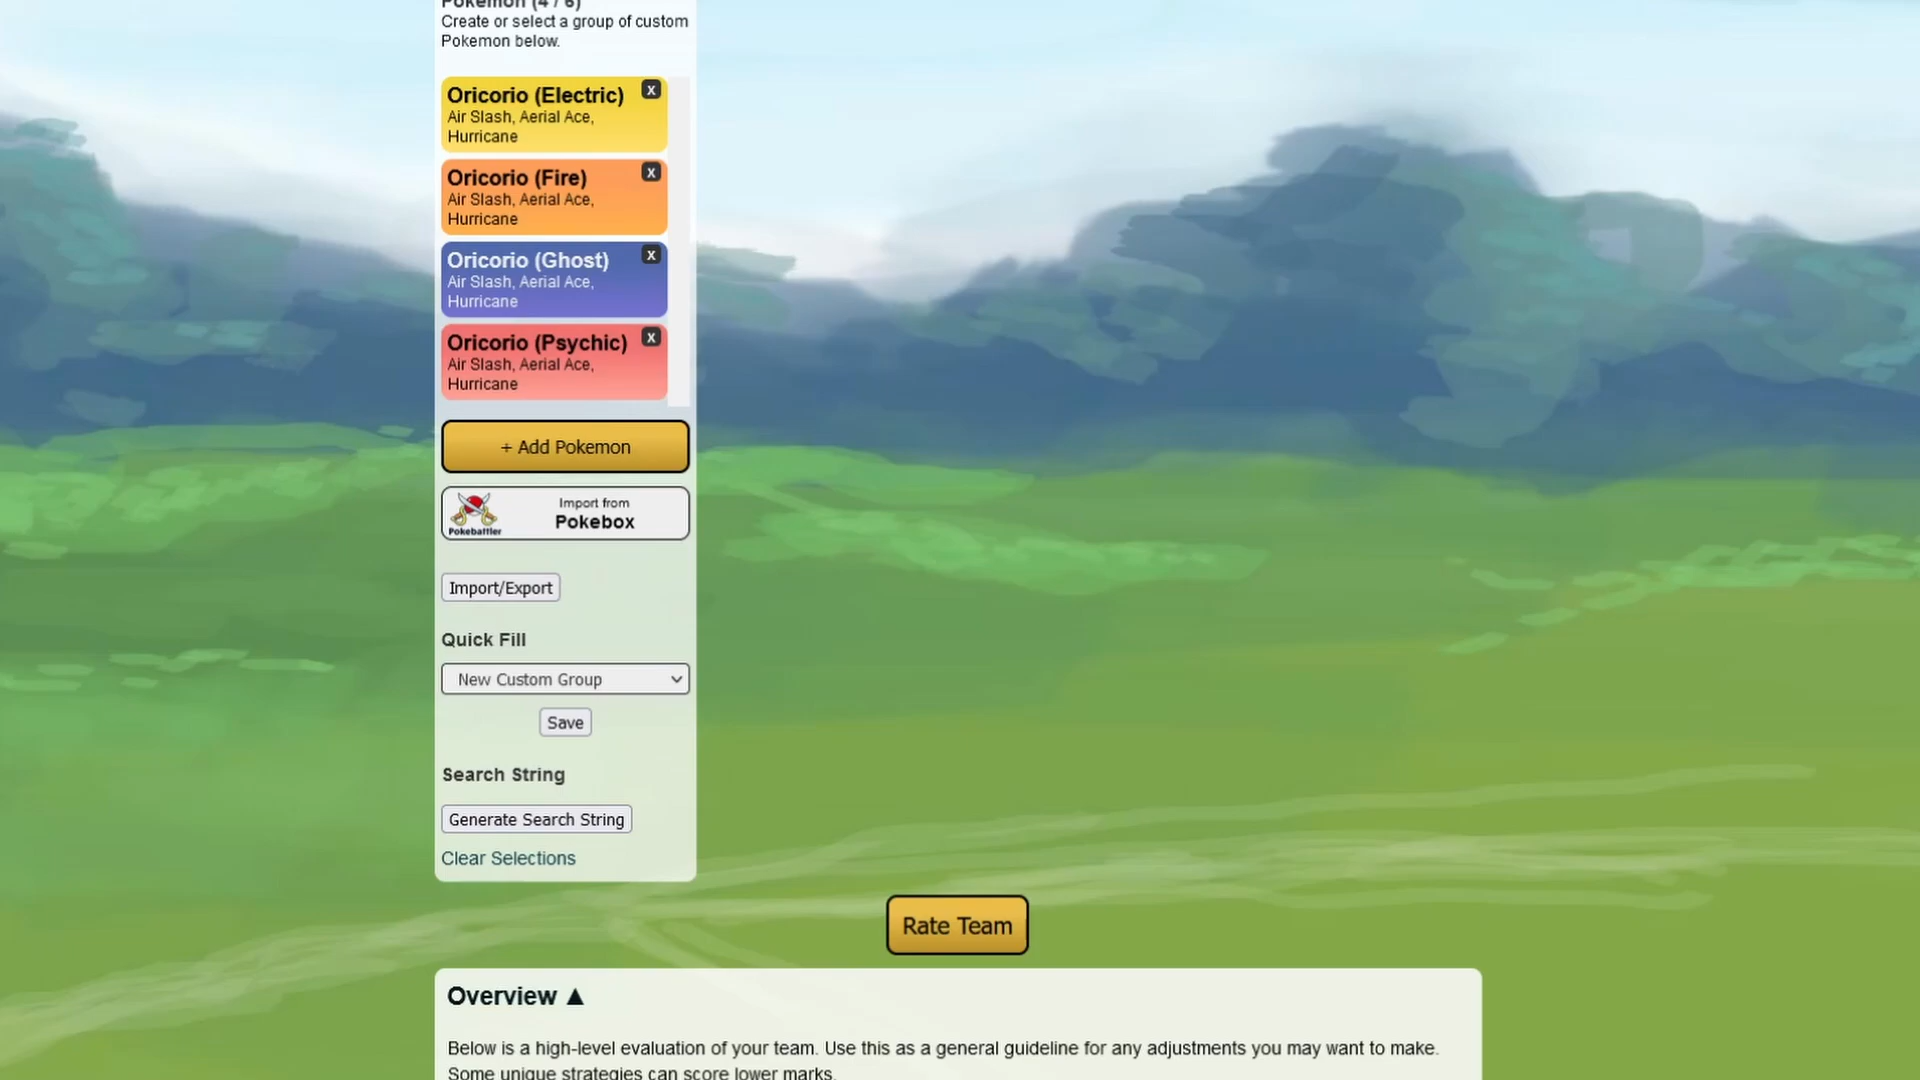 Pokemon (4 / 6)
Create or select a group of custom
Pokemon below.
Oricorio (Electric)
X
Air Slash, Aerial Ace,
Hurricane
Oricorio (Fire)
X
Air Slash, Aerial Ace,
Hurricane
Oricorio (Ghost)
X
Air Slash, Aerial Ace,
Hurricane
Oricorio (Psychic)
X
Air Slash, Aerial Ace,
Hurricane
+ Add Pokemon
Pokebattler
Import from
Pokebox
Import/Export
Quick Fill
New Custom Group
Save
Search String
Generate Search String
Clear Selections
Rate Team
Overview ▲
Below is a high-level evaluation of your team. Use this as a general guideline for any adjustments you may want to make.
Some unique strategies can score lower marks.